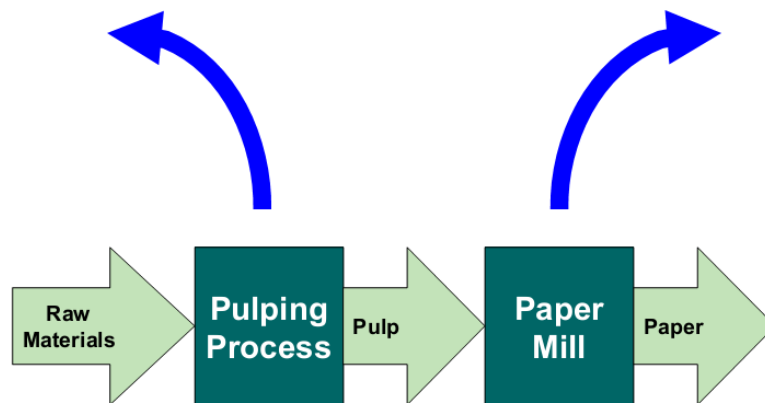 Raw
Materials
Pulping
Process
Pulp
Paper
Mill
Paper